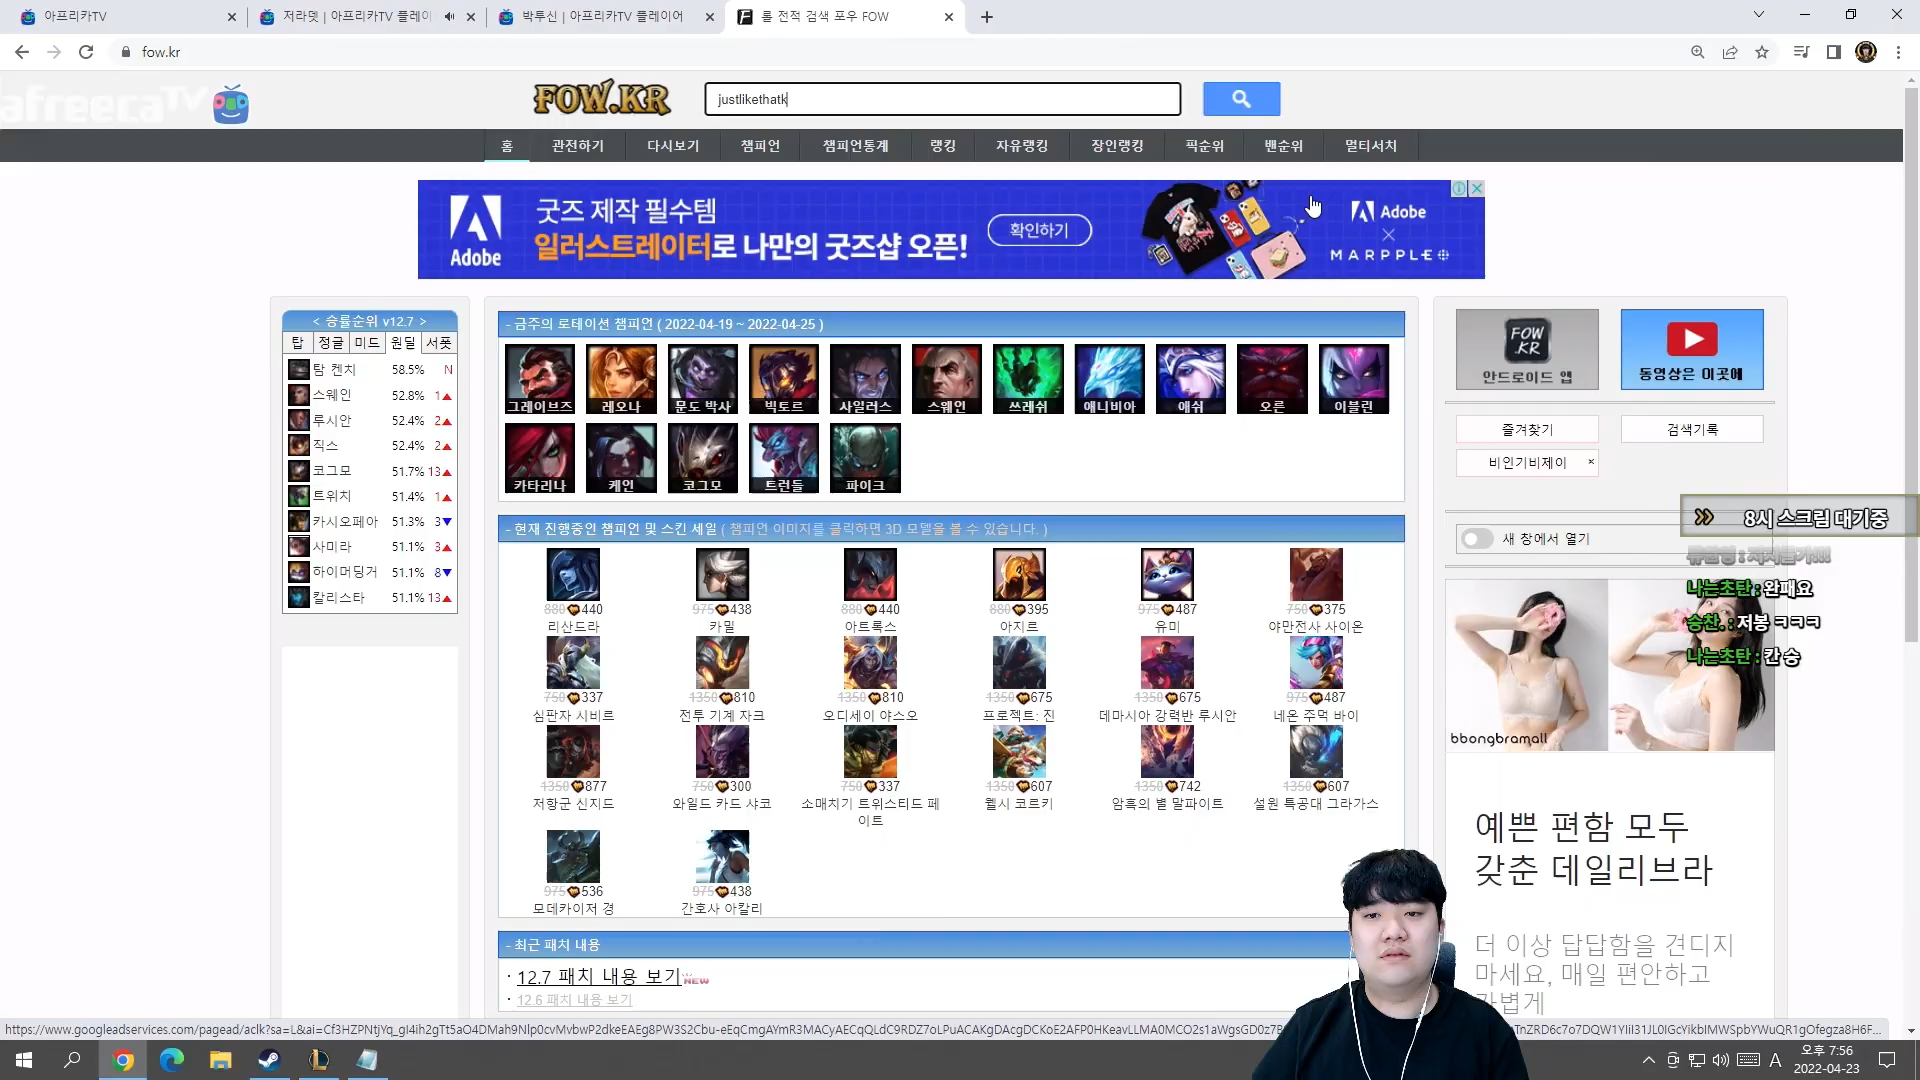 아프리카TV
저라뎃 | 아프리카TV 플레이
박투신 | 아프리카TV 플레이어
롤 전적 검색 포우 FOW
fow.kr
afreecaTV
FOW.KR
justlikethatk
홈 관전하기 다시보기 챔피언 챔피언통계 랭킹 자유랭킹 장인랭킹 픽순위 밴순위 멀티서치
Adobe
굿즈 제작 필수템
일러스트레이터로 나만의 굿즈샵 오픈!
확인하기
Adobe
×
MARPPLE
< 승률순위 v12.7 >
탑 정글 미드 원딜 서폿
탐 켄치 58.5% N
스웨인 52.8% 1▲
루시안 52.4% 2▲
직스 52.4% 2▲
코그모 51.7% 13▲
트위치 51.4% 1▲
카시오페아 51.3% 3▼
사미라 51.1% 3▲
하이머딩거 51.1% 8▼
칼리스타 51.1% 13▲
- 금주의 로테이션 챔피언 ( 2022-04-19 ~ 2022-04-25 )
그레이브즈 레오나 문도 박사 빅토르 사일러스 스웨인 쓰레쉬 애니비아 애쉬 오른 이블린
카타리나 케인 코그모 트런들 파이크
- 현재 진행중인 챔피언 및 스킨 세일 ( 챔피언 이미지를 클릭하면 3D 모델을 볼 수 있습니다. )
880 440 975 438 880 440 880 395 975 487 750 375
리산드라 카밀 아트록스 아지르 유미 야만전사 사이온
750 337 1350 810 1350 810 1350 675 1350 675 975 487
심판자 시비르 전투 기계 자크 오디세이 야스오 프로젝트: 진 데마시아 강력반 루시안 네온 주먹 바이
1350 877 750 300 750 337 1350 607 1350 742 1350 607
저항군 신지드 와일드 카드 샤코 소매치기 트위스티드 페이트 웰시 코르키 암흑의 별 말파이트 설원 특공대 그라가스
975 536 975 438
모데카이저 경 간호사 아칼리
- 최근 패치 내용
· 12.7 패치 내용 보기 NEW
· 12.6 패치 내용 보기
FOW
.KR
안드로이드 앱
동영상은 이곳에
즐겨찾기
검색기록
비인기비제이 ×
새 창에서 열기
8시 스크림 대기중
나는초탄 : 완패요
승찬. : 저봉 ㅋㅋㅋ
나는초탄 : 칸 승
bbongbramall
예쁜 편함 모두
갖춘 데일리브라
더 이상 답답함을 견디지
마세요, 매일 편안하고
가볍게
A
오후 7:56
2022-04-23